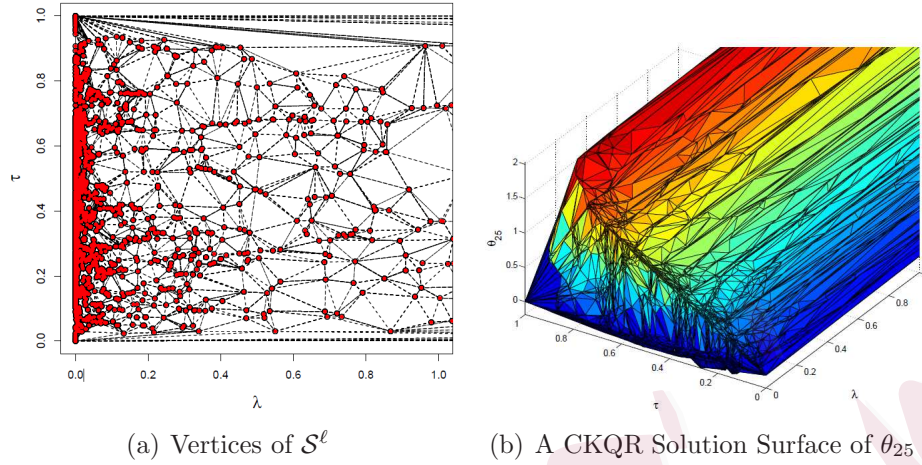 1.0
0.8
0.6
0.4
0.2
0.0
τ
0.0 0.2 0.4 0.6 0.8 1.0
λ
(a) Vertices of 𝒮^ℓ
2
1.5
1
0.5
0
θ₂₅
1 0.8 0.6 0.4 0.2 0
τ
0 0.2 0.4 0.6 0.8
λ
(b) A CKQR Solution Surface of θ₂₅